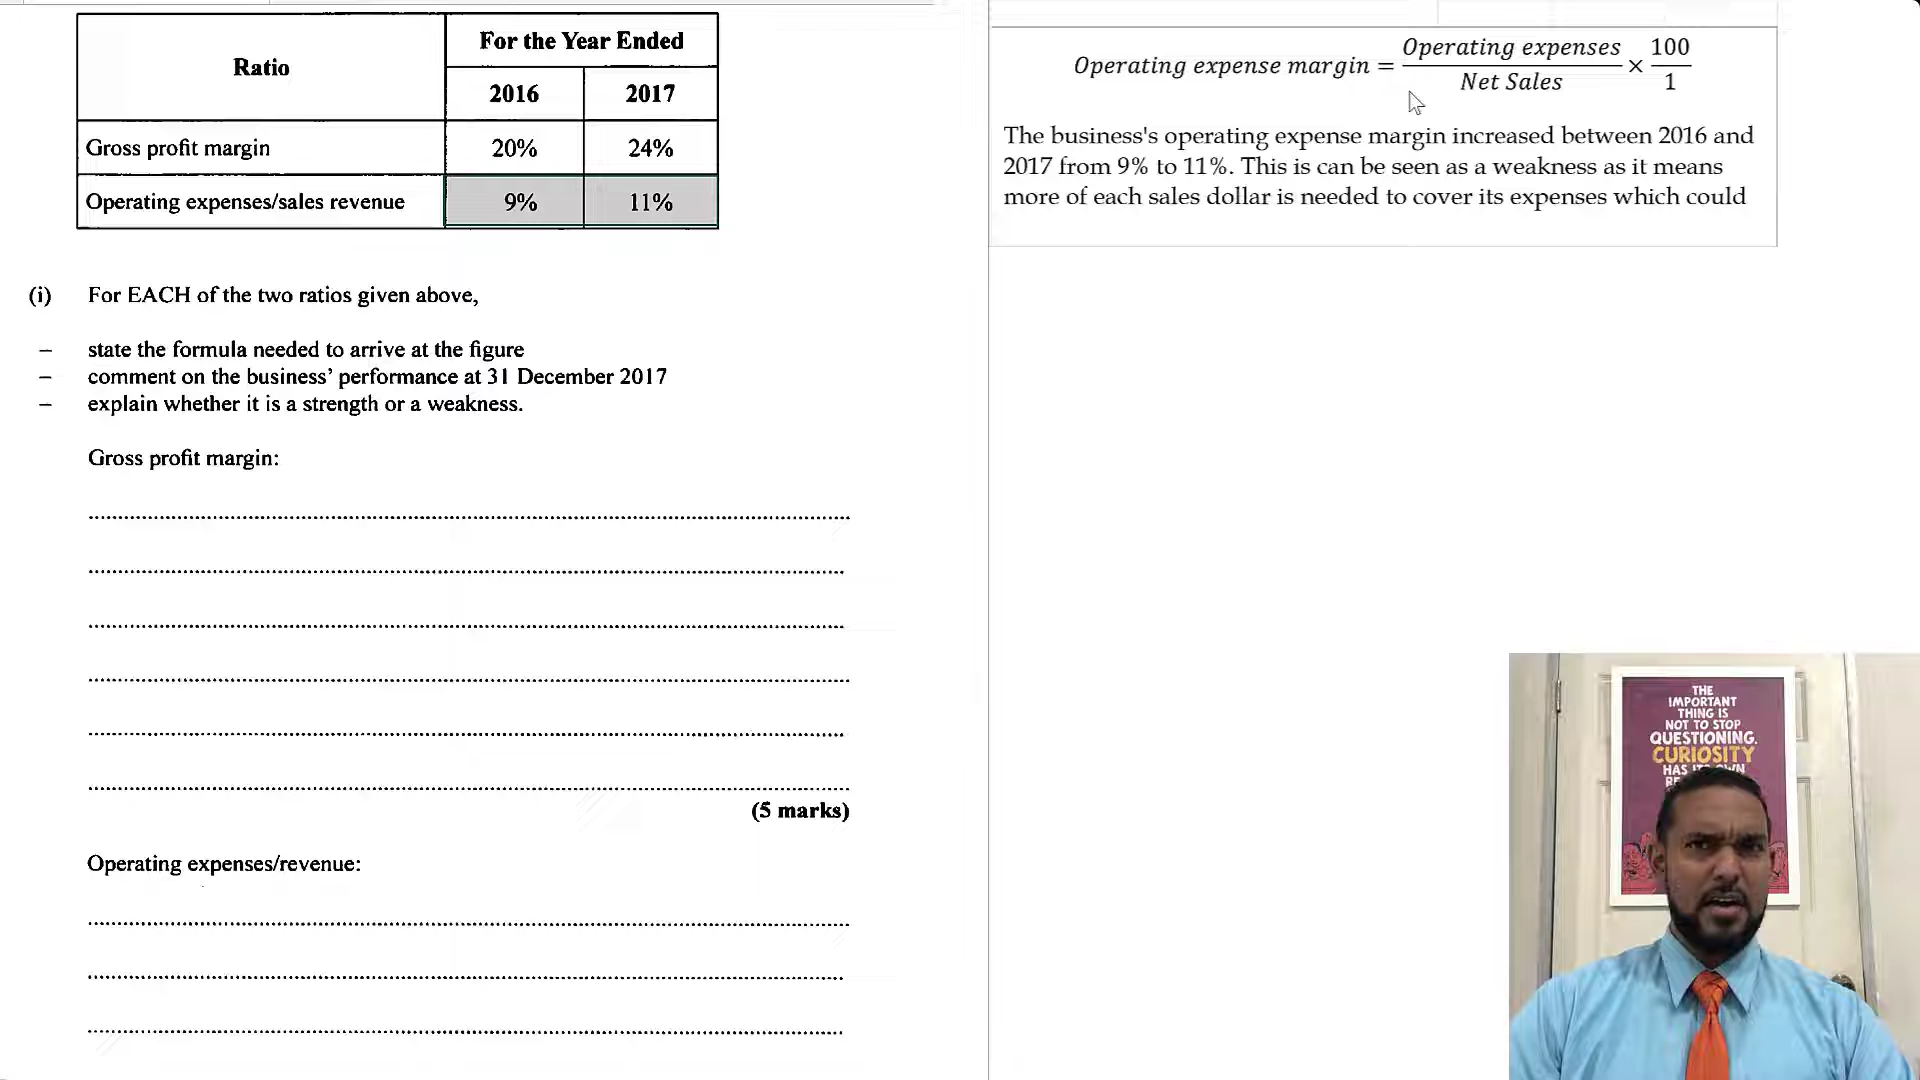 Ratio
For the Year Ended
2016 2017
Gross profit margin 20% 24%
Operating expenses/sales revenue 9% 11%
(i) For EACH of the two ratios given above,
– state the formula needed to arrive at the figure
– comment on the business' performance at 31 December 2017
– explain whether it is a strength or a weakness.
Gross profit margin:
(5 marks)
Operating expenses/revenue:
Operating expense margin = Operating expenses / Net Sales × 100 / 1
The business's operating expense margin increased between 2016 and
2017 from 9% to 11%. This is can be seen as a weakness as it means
more of each sales dollar is needed to cover its expenses which could
THE
IMPORTANT
THING IS
NOT TO STOP
QUESTIONING.
CURIOSITY
HAS